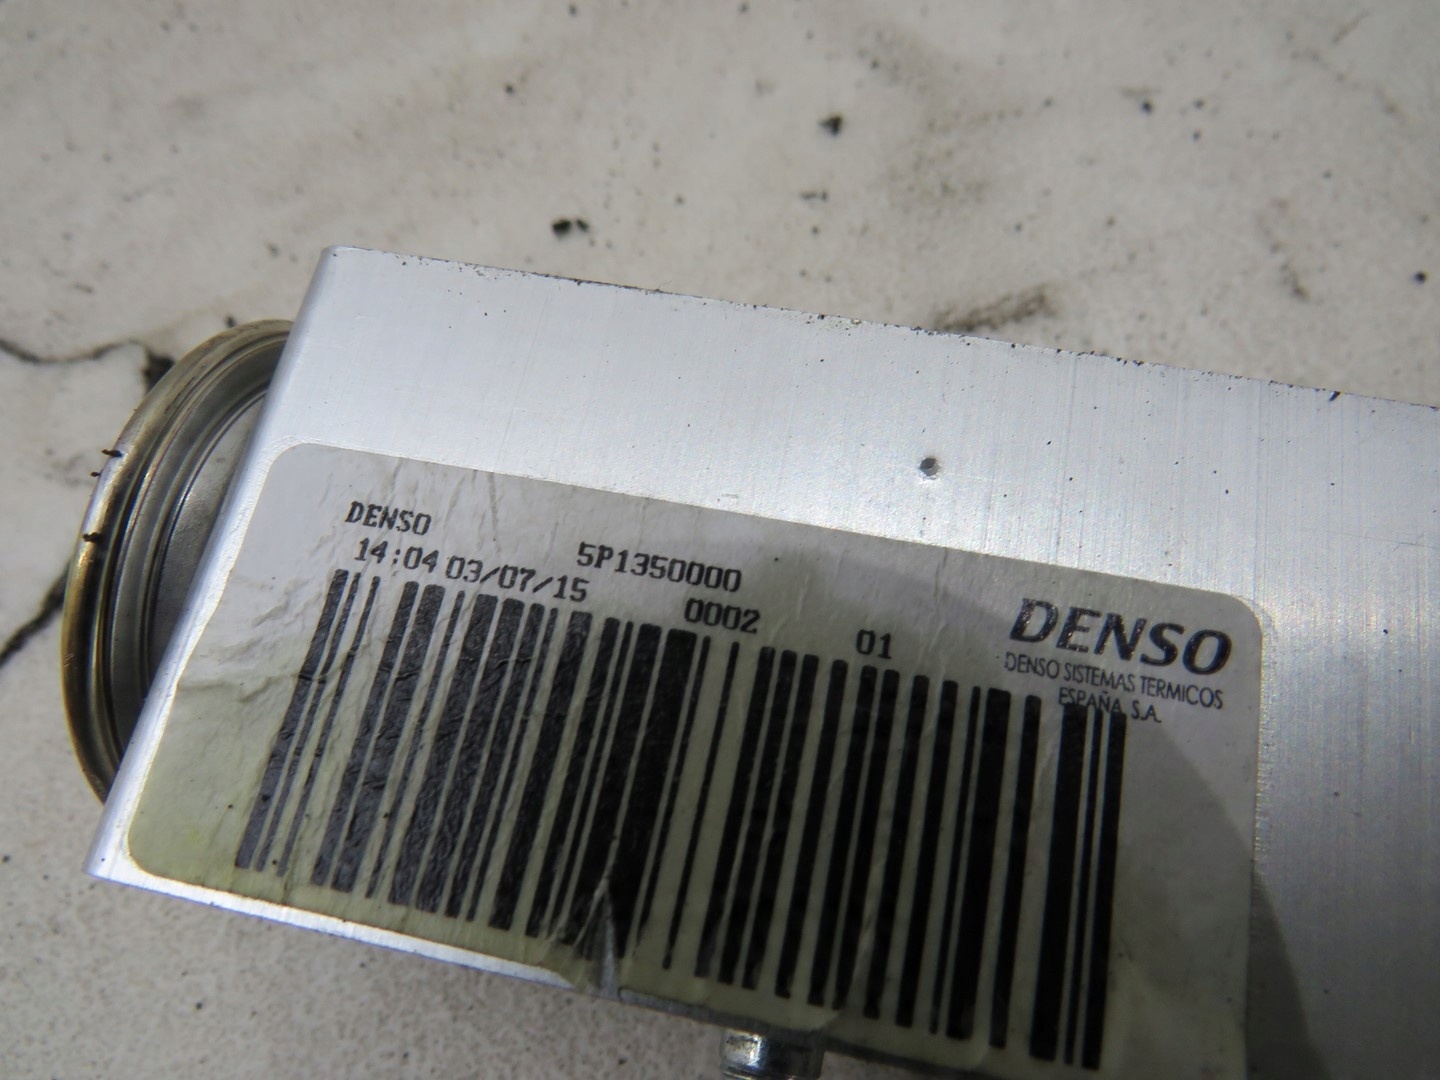 DENSO
14:04 03/07/15
5P1350000
0002
01
DENSO
DENSO SISTEMAS TERMICOS
ESPAÑA, S.A.